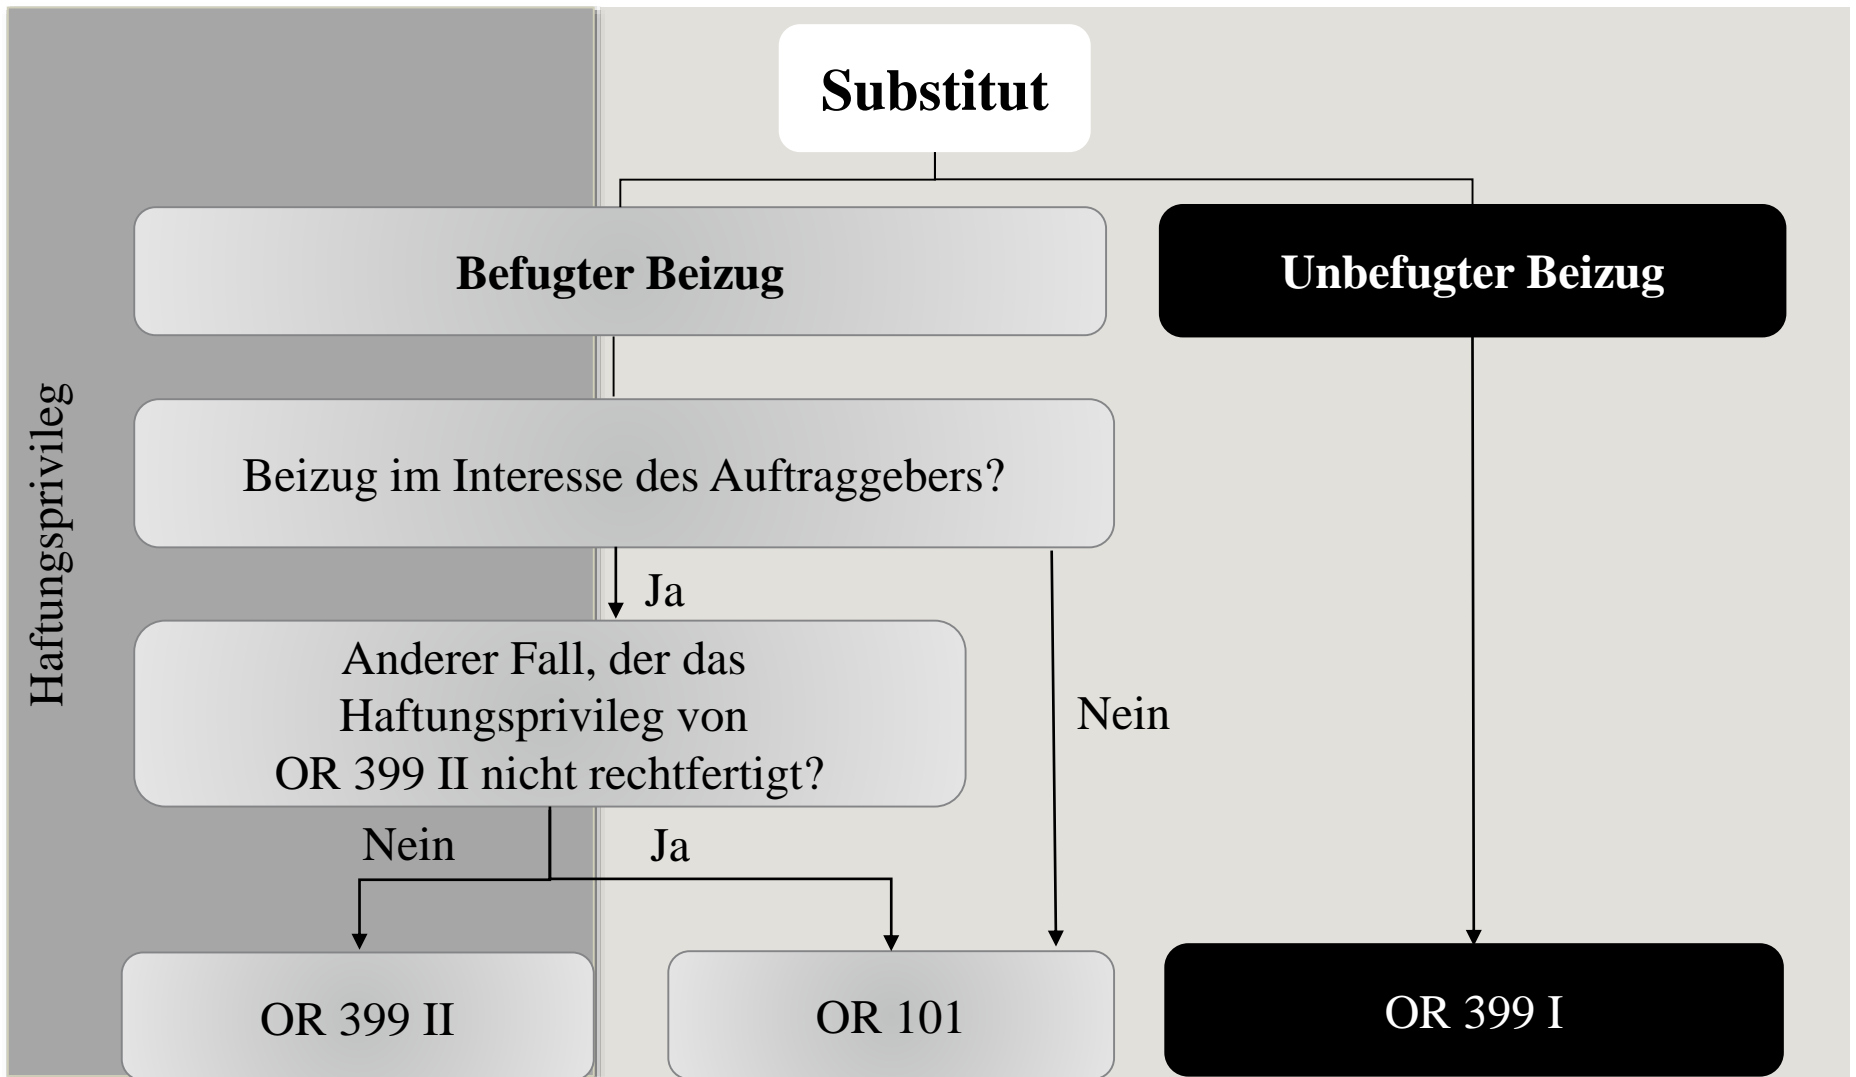 Substitut
Befugter Beizug
Unbefugter Beizug
Haftungsprivileg
Beizug im Interesse des Auftraggebers?
Ja
Anderer Fall, der das
Haftungsprivileg von
OR 399 II nicht rechtfertigt?
Nein
Nein
Ja
OR 399 II
OR 101
OR 399 I